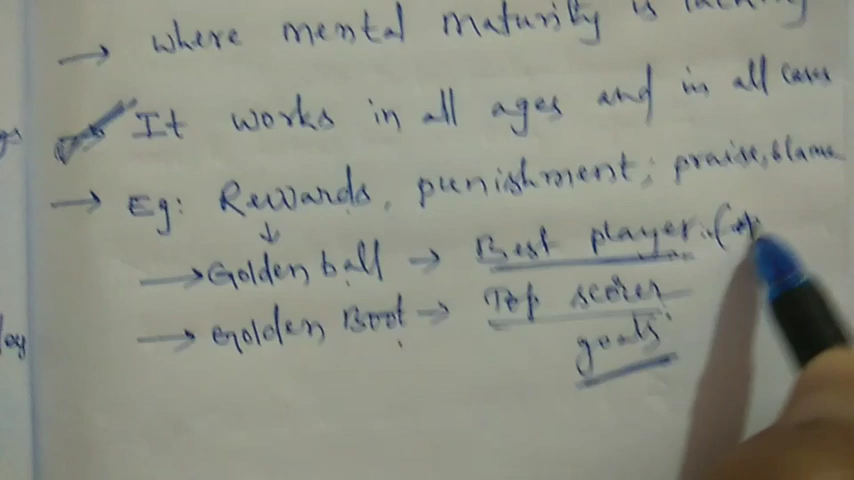 → where mental maturity is lacking
→ It works in all ages and in all cases
→ Eg: Rewards, punishment; praise, blame
↓
→ Golden ball → Best player. (
→ Golden Boot → Top scorer
goals